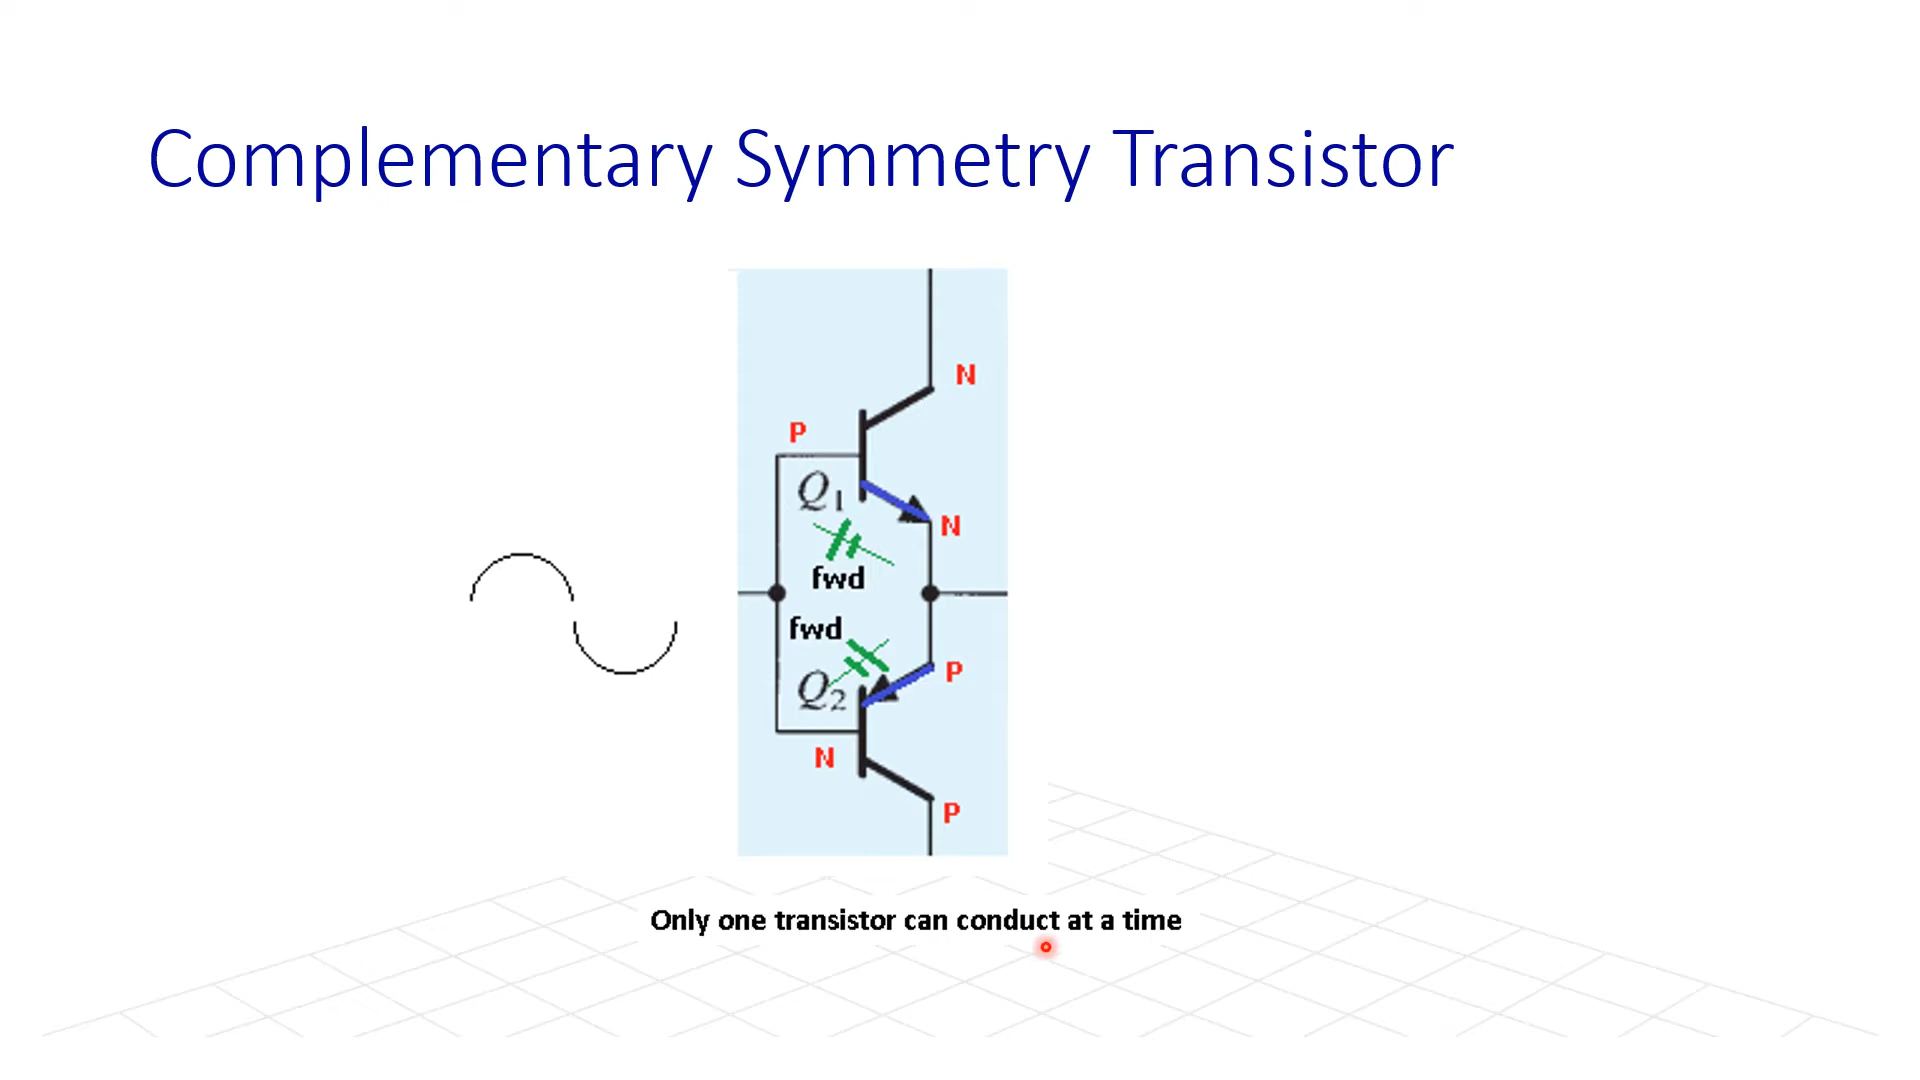 Complementary Symmetry Transistor
N
P
Q1
N
fwd
fwd
P
Q2
N
P
Only one transistor can conduct at a time